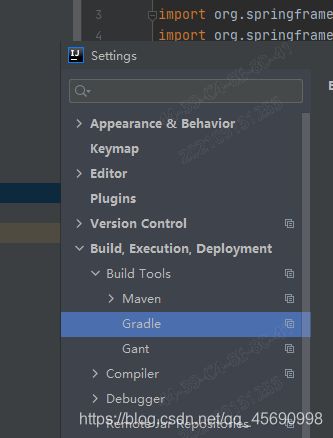 3
import org.springframe
4
import org.springframe
IJ
Settings
Appearance & Behavior
Keymap
Editor
Plugins
Version Control
Build, Execution, Deployment
Build Tools
Maven
Gradle
Gant
Compiler
Debugger
Remote Jar Repositories
https://blog.csdn.net/qq_45690998